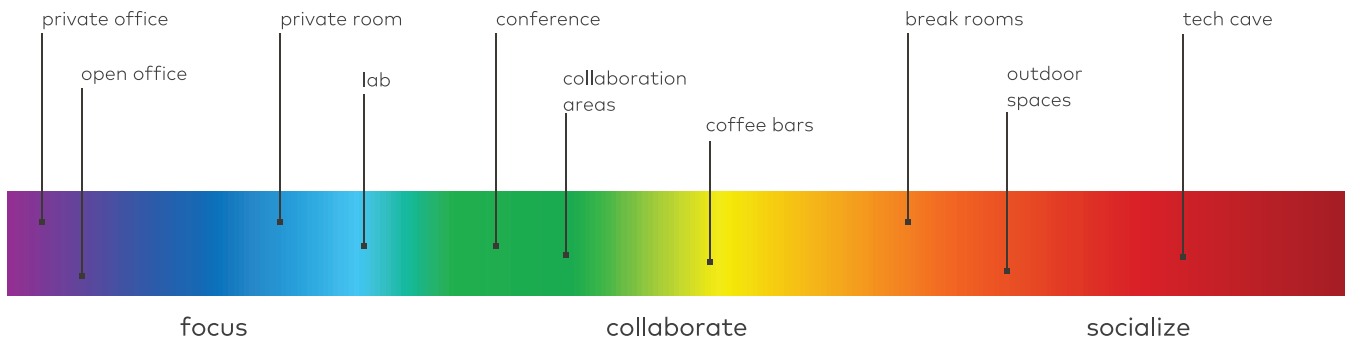 private office
private room
conference
break rooms
tech cave
open office
lab
collaboration
areas
outdoor
spaces
coffee bars
focus
collaborate
socialize